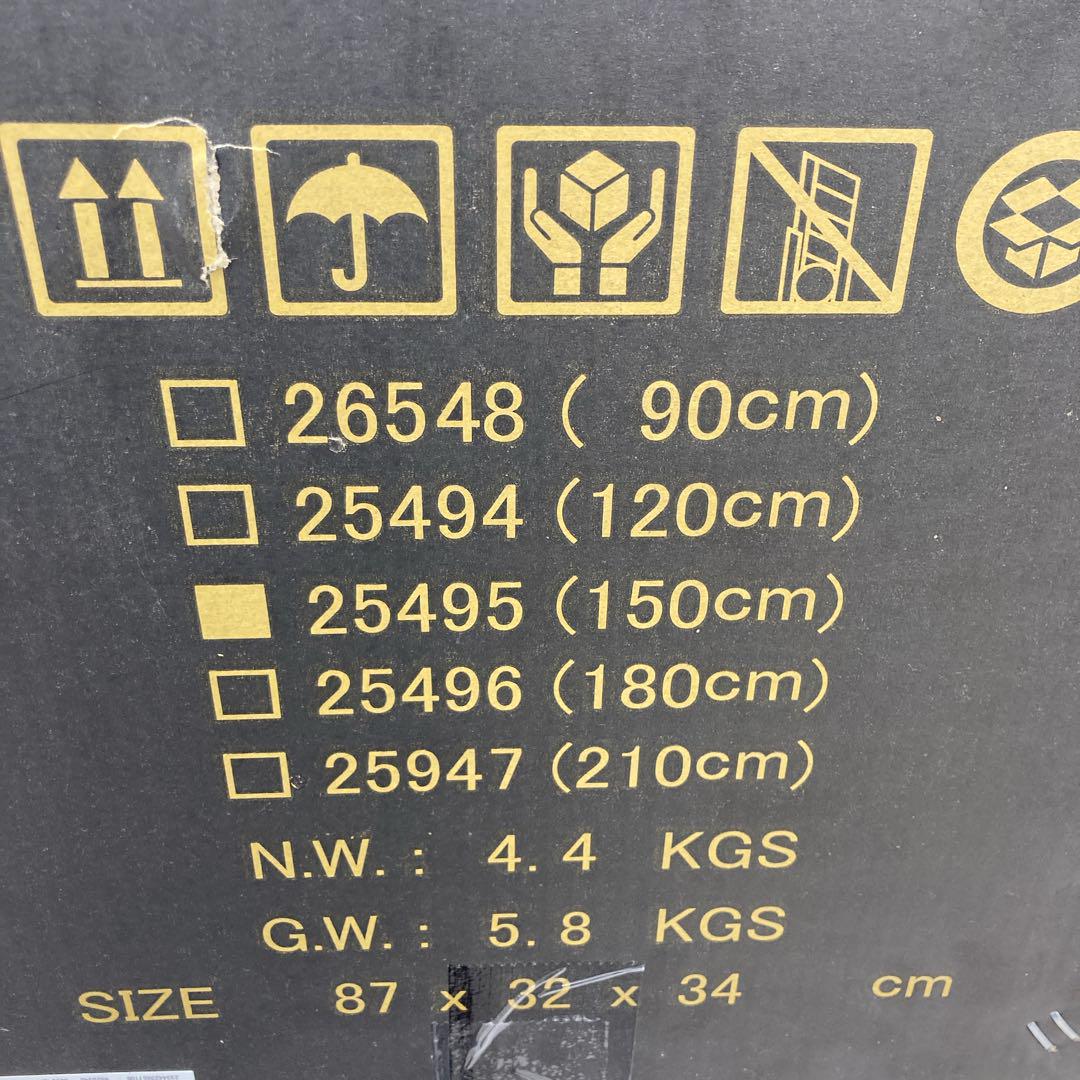 26548 ( 90cm)
25494 (120cm)
25495 (150cm)
25496 (180cm)
25947 (210cm)
N.W. : 4.4 KGS
G.W. : 5.8 KGS
SIZE 87 x 32 x 34 cm